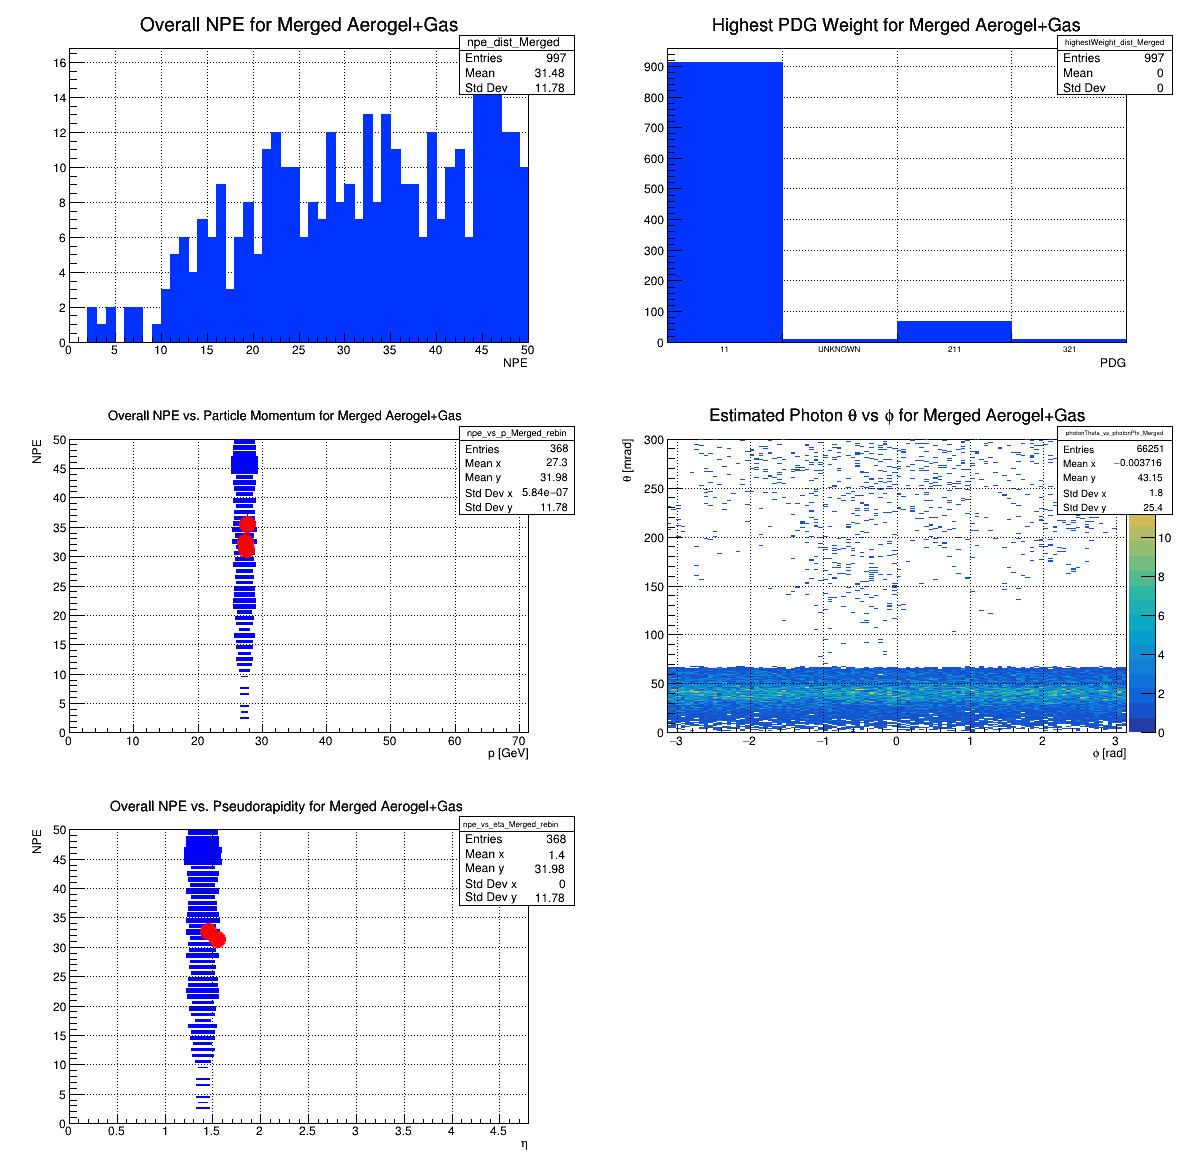 Overall NPE for Merged Aerogel+Gas
npe_dist_Merged
Entries 997
Mean 31.48
Std Dev 11.78
16
14
12
10
8
6
4
2
0
0 5 10 15 20 25 30 35 40 45 50
NPE
Highest PDG Weight for Merged Aerogel+Gas
highestWeight_dist_Merged
Entries 997
Mean 0
Std Dev 0
900
800
700
600
500
400
300
200
100
0
11 UNKNOWN 211 321
PDG
Overall NPE vs. Particle Momentum for Merged Aerogel+Gas
npe_vs_p_Merged_rebin
Entries 368
Mean x 27.3
Mean y 31.98
Std Dev x 5.84e−07
Std Dev y 11.78
NPE
50
45
40
35
30
25
20
15
10
5
0
0 10 20 30 40 50 60 70
p [GeV]
Estimated Photon θ vs ϕ for Merged Aerogel+Gas
photonTheta_vs_photonPhi_Merged
Entries 66251
Mean x −0.003716
Mean y 43.15
Std Dev x 1.8
Std Dev y 25.4
θ [mrad]
300
250
200
150
100
50
0
−3 −2 −1 0 1 2 3
ϕ [rad]
10
8
6
4
2
0
Overall NPE vs. Pseudorapidity for Merged Aerogel+Gas
npe_vs_eta_Merged_rebin
Entries 368
Mean x 1.4
Mean y 31.98
Std Dev x 0
Std Dev y 11.78
NPE
50
45
40
35
30
25
20
15
10
5
0
0 0.5 1 1.5 2 2.5 3 3.5 4 4.5
η